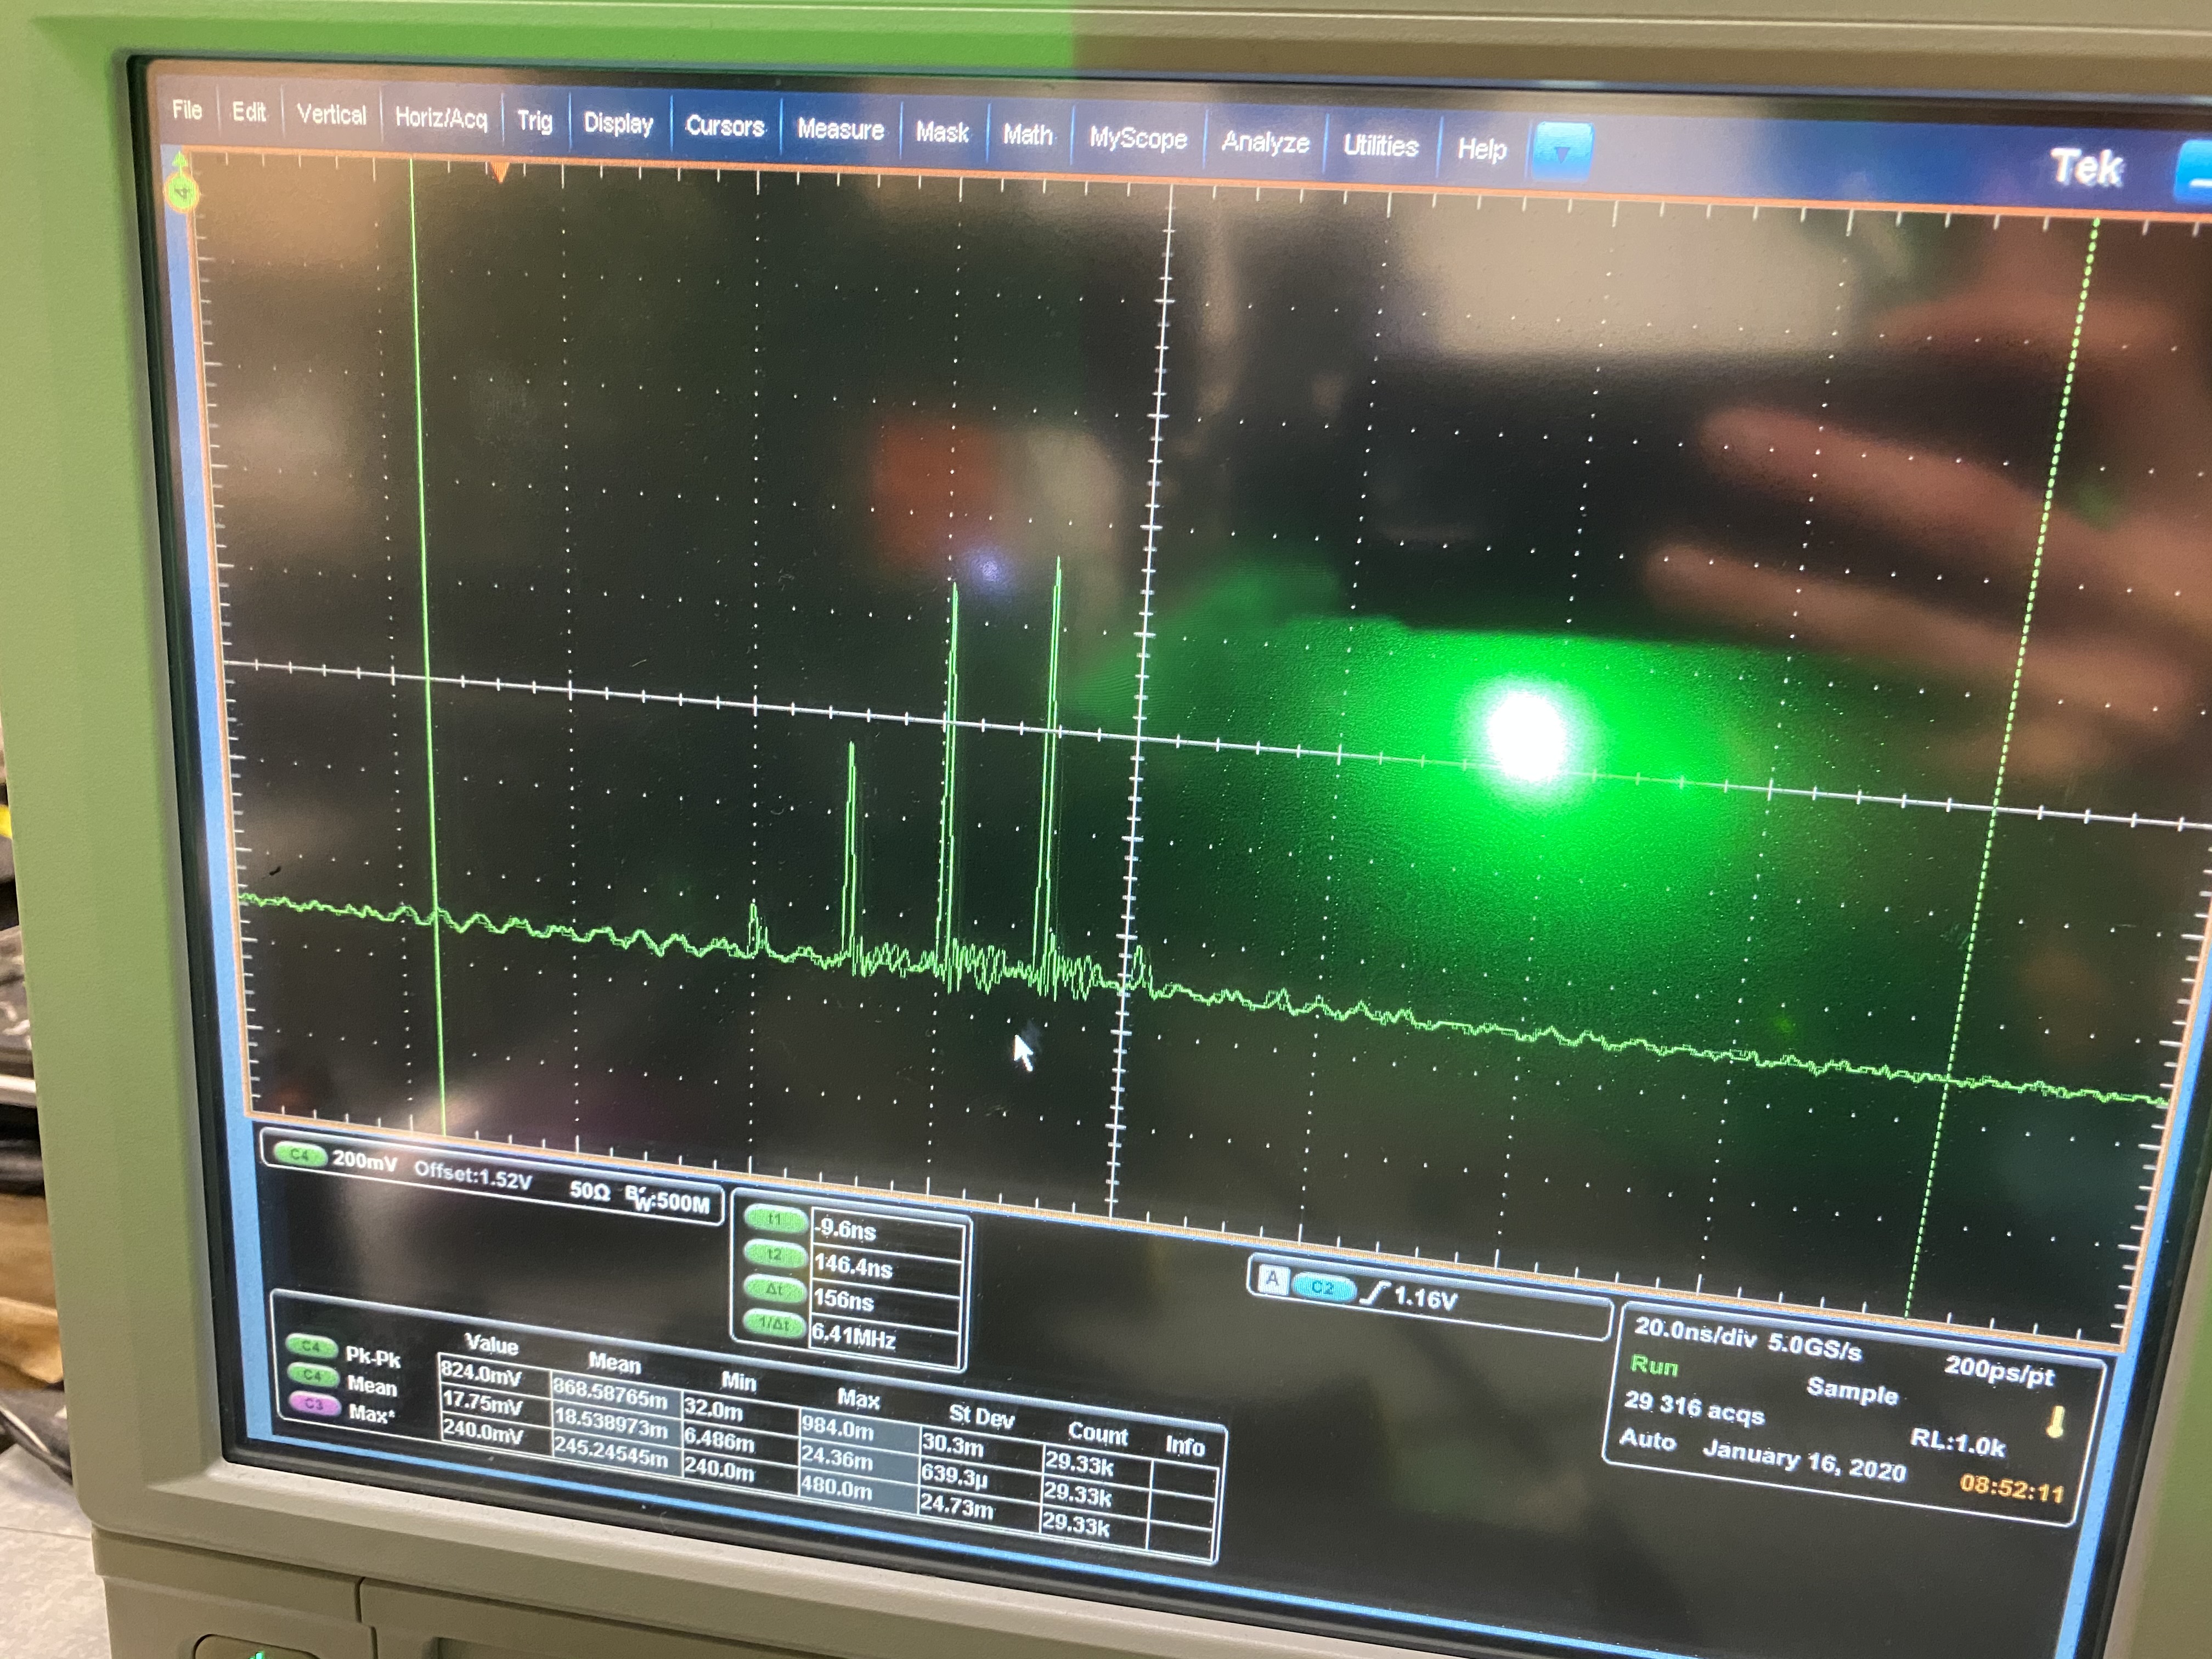 File Edit Vertical Horiz/Acq Trig Display Cursors Measure Mask Math MyScope Analyze Utilities Help Tek
C4 200mV Offset:1.52V 50Ω BW:500M
t1 -9.6ns
t2 146.4ns
Δt 156ns
1/Δt 6.41MHz
A C2 1.16V
20.0ns/div 5.0GS/s 200ps/pt
Run Sample
29 316 acqs RL:1.0k
Auto January 16, 2020 08:52:11
Value Mean Min Max St Dev Count Info
C4 Pk-Pk 824.0mV 868.58765m 32.0m 984.0m 30.3m 29.33k
C4 Mean 17.75mV 18.538973m 6.486m 24.36m 639.3µ 29.33k
C3 Max* 240.0mV 245.24545m 240.0m 480.0m 24.73m 29.33k